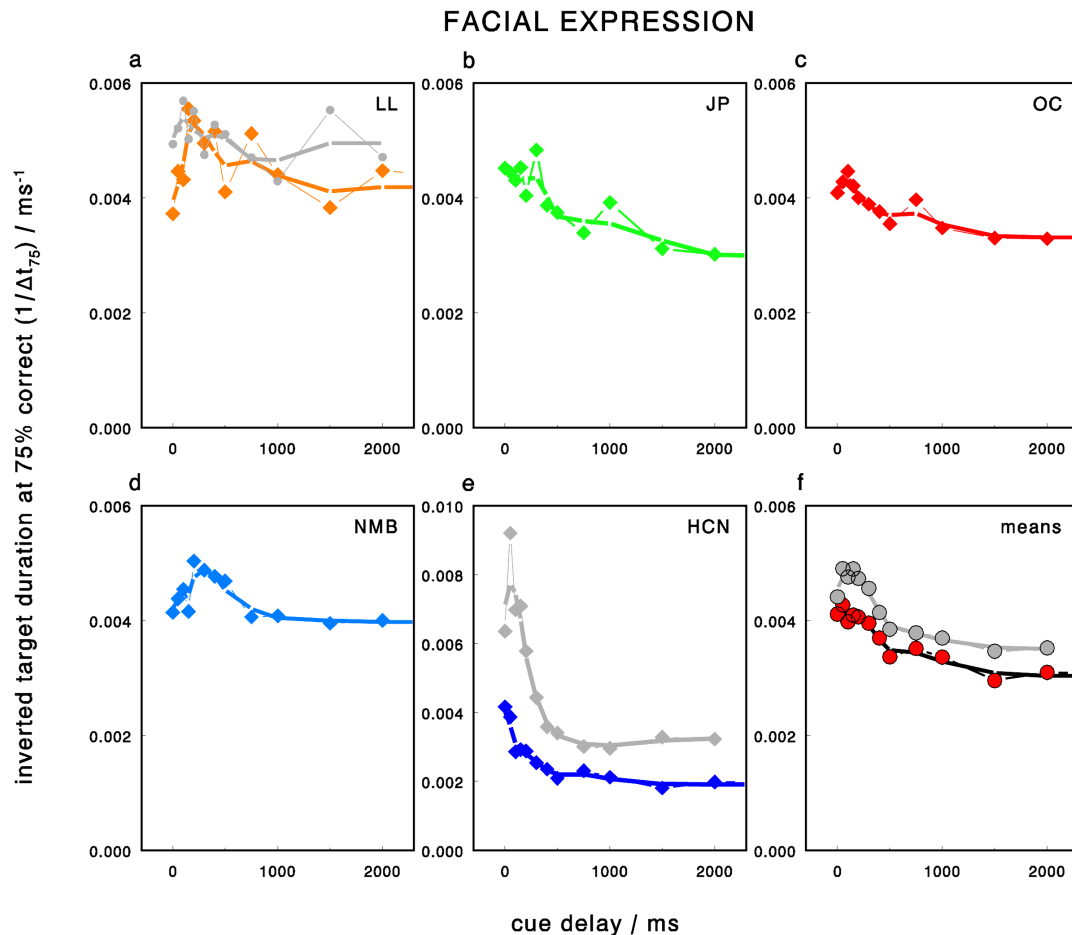 FACIAL EXPRESSION
a
b
c
0.006
LL
0.006
JP
0.006
OC
0.004
0.004
0.004
0.002
0.002
0.002
0.000
0.000
0.000
0 1000 2000
0 1000 2000
0 1000 2000
d
e
f
0.006
NMB
0.010
HCN
0.006
means
0.008
0.004
0.006
0.004
0.004
0.002
0.002
0.002
0.000
0.000
0.000
0 1000 2000
0 1000 2000
0 1000 2000
inverted target duration at 75% correct (1/Δt₇₅) / ms⁻¹
cue delay / ms